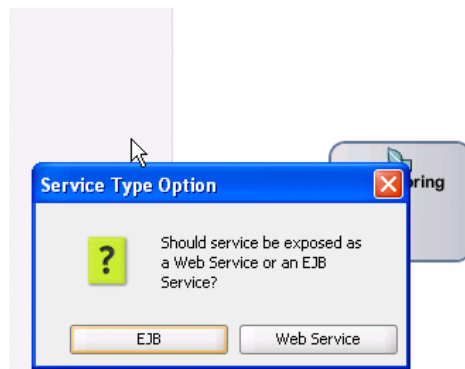 Service Type Option
Should service be exposed as
a Web Service or an EJB
Service?
EJB
Web Service